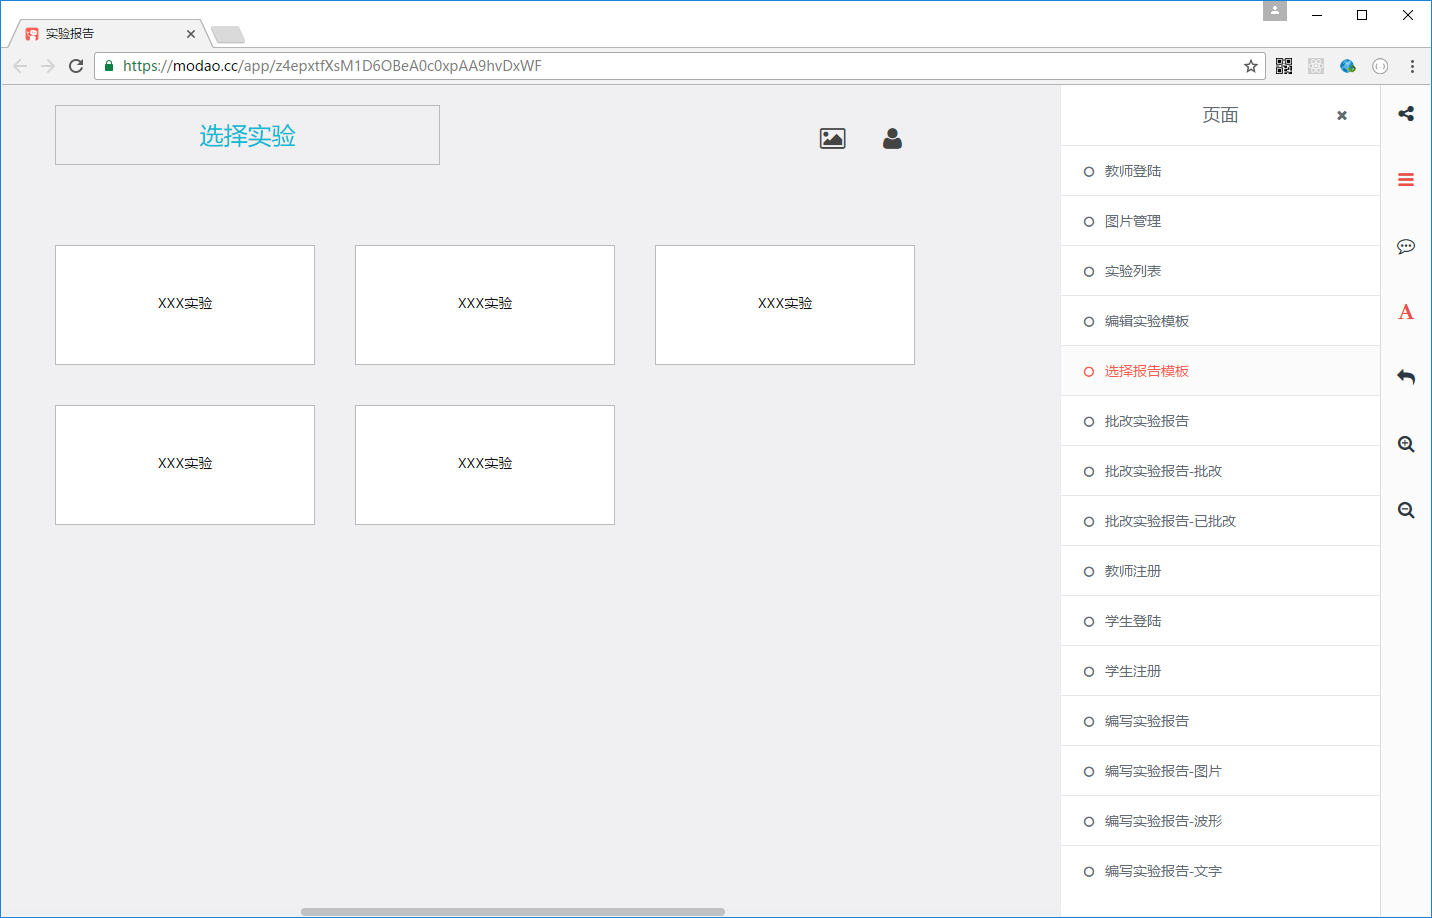 实验报告
https://modao.cc/app/z4epxtfXsM1D6OBeA0c0xpAA9hvDxWF
选择实验
XXX实验
XXX实验
XXX实验
XXX实验
XXX实验
页面
教师登陆
图片管理
实验列表
编辑实验模板
选择报告模板
批改实验报告
批改实验报告-批改
批改实验报告-已批改
教师注册
学生登陆
学生注册
编写实验报告
编写实验报告-图片
编写实验报告-波形
编写实验报告-文字
A